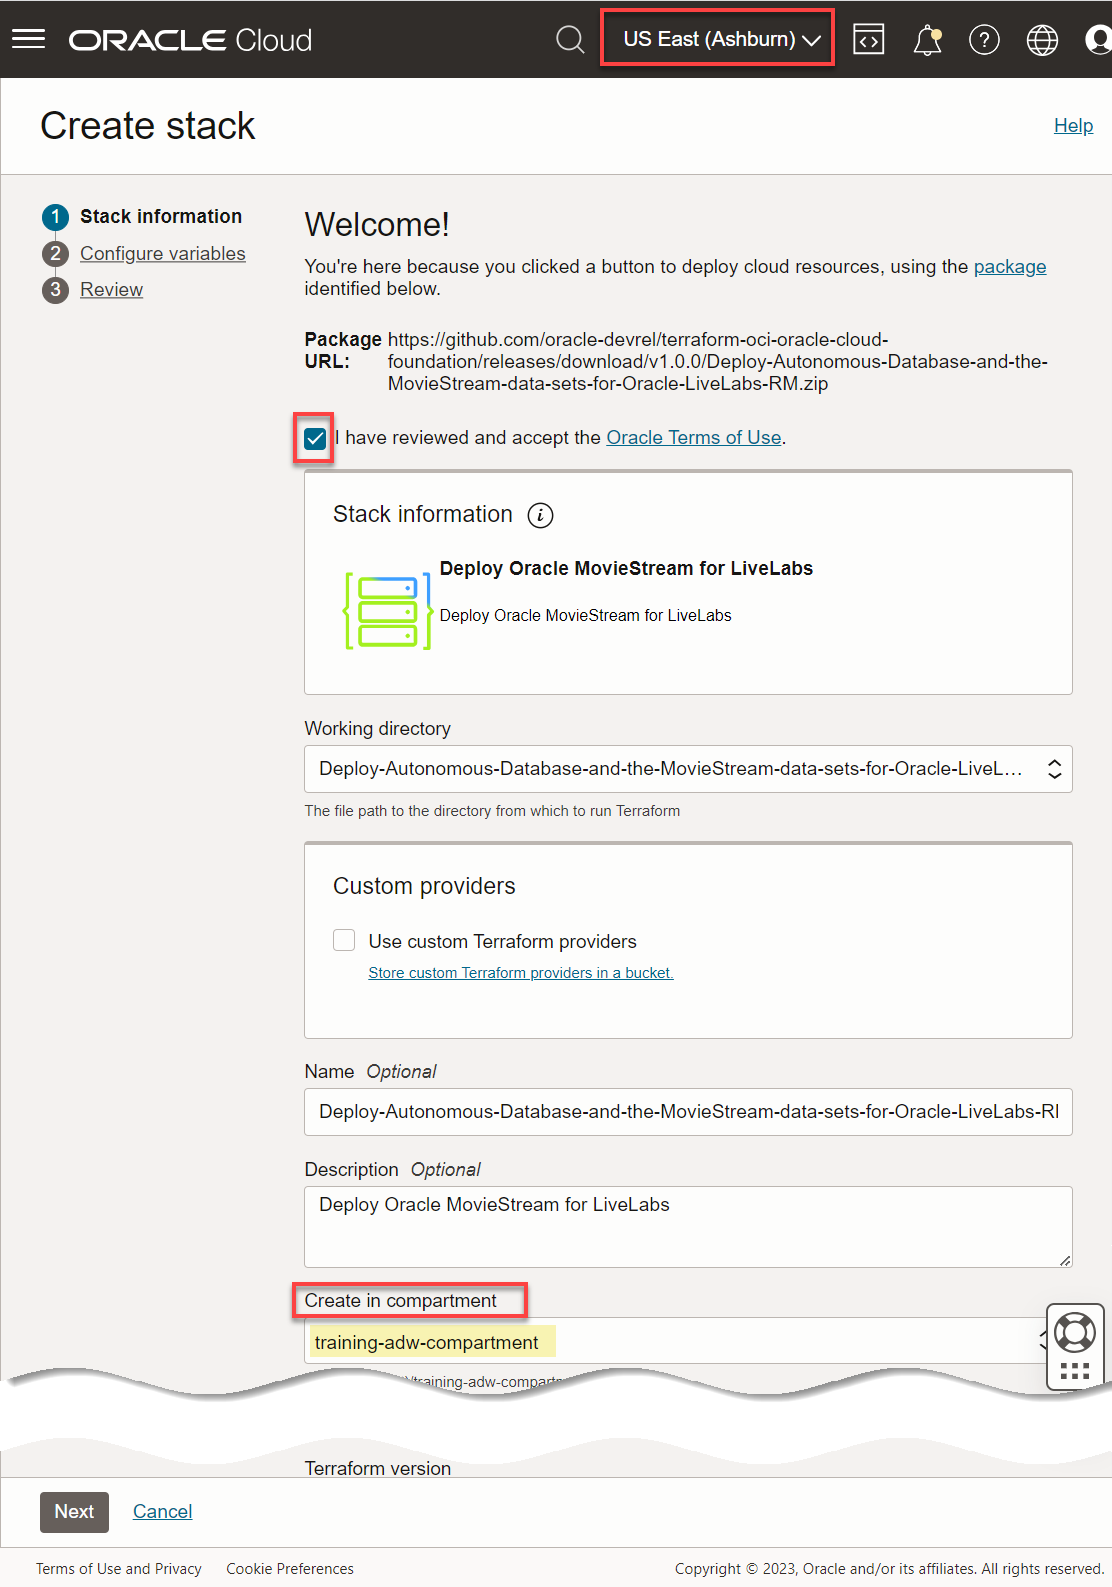 ORACLE Cloud
US East (Ashburn)
Create stack
Help
1 Stack information
2 Configure variables
3 Review
Welcome!
You're here because you clicked a button to deploy cloud resources, using the package
identified below.
Package URL:
https://github.com/oracle-devrel/terraform-oci-oracle-cloud-
foundation/releases/download/v1.0.0/Deploy-Autonomous-Database-and-the-
MovieStream-data-sets-for-Oracle-LiveLabs-RM.zip
I have reviewed and accept the Oracle Terms of Use.
Stack information
Deploy Oracle MovieStream for LiveLabs
Deploy Oracle MovieStream for LiveLabs
Working directory
Deploy-Autonomous-Database-and-the-MovieStream-data-sets-for-Oracle-LiveL...
The file path to the directory from which to run Terraform
Custom providers
Use custom Terraform providers
Store custom Terraform providers in a bucket.
Name Optional
Deploy-Autonomous-Database-and-the-MovieStream-data-sets-for-Oracle-LiveLabs-RI
Description Optional
Deploy Oracle MovieStream for LiveLabs
Create in compartment
training-adw-compartment
Terraform version
Next Cancel
Terms of Use and Privacy Cookie Preferences
Copyright © 2023, Oracle and/or its affiliates. All rights reserved.